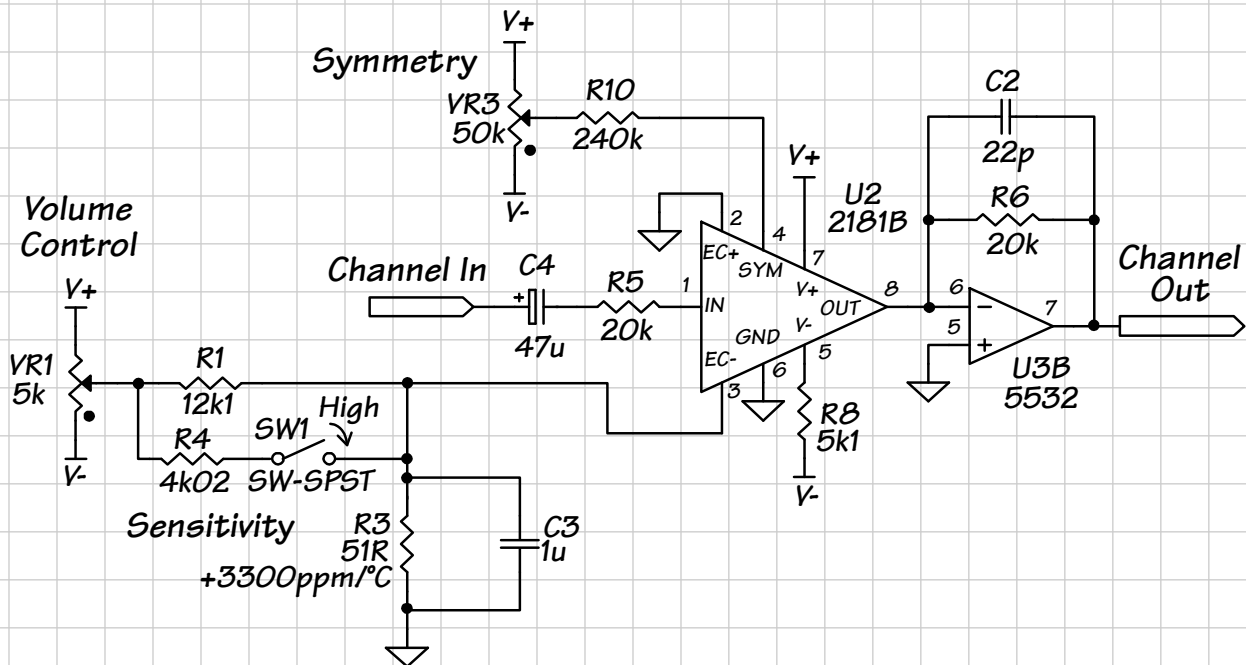 V+
Symmetry
VR3
50k
V-
R10
240k
C2
22p
R6
20k
V+
U2
2181B
2
4
7
EC+
SYM
V+
1
IN
OUT
8
V-
GND
EC-
3
6
5
Volume
Control
V+
VR1
5k
V-
Channel In
C4
+
47u
R5
20k
6
−
5
+
7
U3B
5532
Channel
Out
R1
12k1
High
SW1
R4
4k02
SW-SPST
Sensitivity
R8
5k1
V-
R3
51R
+3300ppm/°C
C3
1u